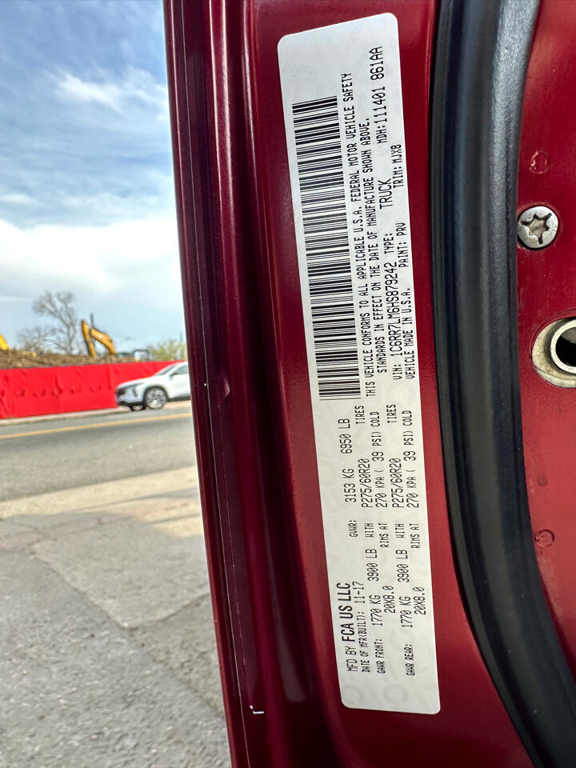 MFD BY FCA US LLC
DATE OF MFR(BUILT): 11-17 GVWR: 3153 KG 6950 LB
GAWR FRONT: 1770 KG 3900 LB WITH P275/60R20 TIRES
20X8.0 RIMS AT 270 KPA ( 39 PSI) COLD
GAWR REAR: 1770 KG 3900 LB WITH P275/60R20 TIRES
20X8.0 RIMS AT 270 KPA ( 39 PSI) COLD
THIS VEHICLE CONFORMS TO ALL APPLICABLE U.S.A. FEDERAL MOTOR VEHICLE SAFETY
STANDARDS IN EFFECT ON THE DATE OF MANUFACTURE SHOWN ABOVE.
VIN: 1C6RR7LM6HS879242 TYPE: TRUCK MDH:111401 861AA
VEHICLE MADE IN U.S.A. PAINT: PRV TRIM: MJX8